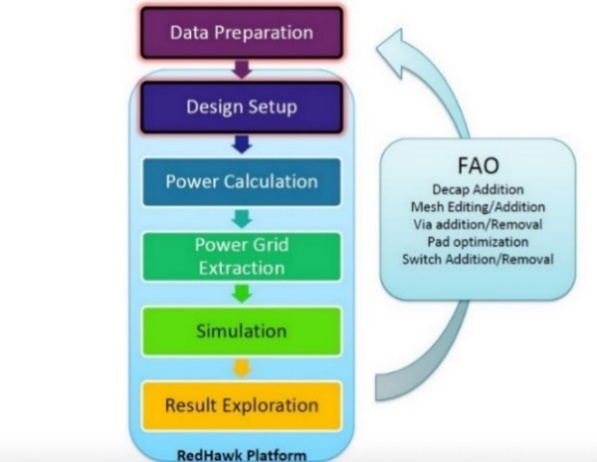 Data Preparation
Design Setup
Power Calculation
Power Grid
Extraction
Simulation
Result Exploration
RedHawk Platform
FAO
Decap Addition
Mesh Editing/Addition
Via addition/Removal
Pad optimization
Switch Addition/Removal